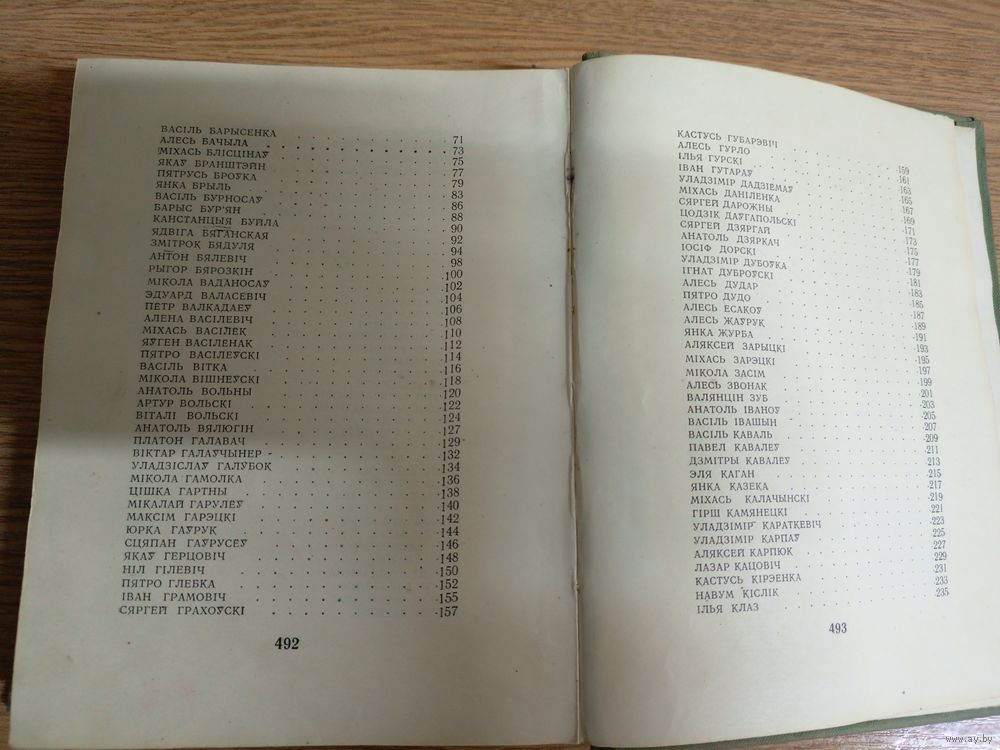 ВАСІЛЬ БАРЫСЕНКА 71
АЛЕСЬ БАЧЫЛА 73
МІХАСЬ БЛІСЦІНАЎ 75
ЯКАЎ БРАНШТЭЙН 77
ПЯТРУСЬ БРОЎКА 79
ЯНКА БРЫЛЬ 83
ВАСІЛЬ БУРНОСАЎ 86
БАРЫС БУР'ЯН 88
КАНСТАНЦЫЯ БУЙЛА 90
ЯДВІГА БЯГАНСКАЯ 92
ЗМІТРОК БЯДУЛЯ 94
АНТОН БЯЛЕВІЧ 98
РЫГОР БЯРОЗКІН 100
МІКОЛА ВАДАНОСАЎ 102
ЭДУАРД ВАЛАСЕВІЧ 104
ПЕТР ВАЛКАДАЕЎ 106
АЛЕНА ВАСІЛЕВІЧ 108
МІХАСЬ ВАСІЛЕК 110
ЯЎГЕН ВАСІЛЕНАК 112
ПЯТРО ВАСІЛЕЎСКІ 114
ВАСІЛЬ ВІТКА 116
МІКОЛА ВІШНЕЎСКІ 118
АНАТОЛЬ ВОЛЬНЫ 120
АРТУР ВОЛЬСКІ 122
ВІТАЛІ ВОЛЬСКІ 124
АНАТОЛЬ ВЯЛЮГІН 127
ПЛАТОН ГАЛАВАЧ 129
ВІКТАР ГАЛАЎЧЫНЕР 132
УЛАДЗІСЛАЎ ГАЛУБОК 134
МІКОЛА ГАМОЛКА 136
ЦІШКА ГАРТНЫ 138
МІКАЛАЙ ГАРУЛЕЎ 140
МАКСІМ ГАРЭЦКІ 142
ЮРКА ГАЎРУК 144
СЦЯПАН ГАЎРУСЕЎ 146
ЯКАЎ ГЕРЦОВІЧ 148
НІЛ ГІЛЕВІЧ 150
ПЯТРО ГЛЕБКА 152
ІВАН ГРАМОВІЧ 155
СЯРГЕЙ ГРАХОЎСКІ 157
492
КАСТУСЬ ГУБАРЭВІЧ 159
АЛЕСЬ ГУРЛО 161
ІЛЬЯ ГУРСКІ 163
ІВАН ГУТАРАЎ 165
УЛАДЗІМІР ДАДЗІЕМАЎ 167
МІХАСЬ ДАНІЛЕНКА 169
СЯРГЕЙ ДАРОЖНЫ 171
ЦОДЗІК ДАЎГАПОЛЬСКІ 173
СЯРГЕЙ ДЗЯРГАЙ 175
АНАТОЛЬ ДЗЯРКАЧ 177
ІОСІФ ДОРСКІ 179
УЛАДЗІМІР ДУБОЎКА 181
ІГНАТ ДУБРОЎСКІ 183
АЛЕСЬ ДУДАР 185
ПЯТРО ДУДО 187
АЛЕСЬ ЕСАКОЎ 189
АЛЕСЬ ЖАЎРУК 191
ЯНКА ЖУРБА 193
АЛЯКСЕЙ ЗАРЫЦКІ 195
МІХАСЬ ЗАРЭЦКІ 197
МІКОЛА ЗАСІМ 199
АЛЕСЬ ЗВОНАК 201
ВАЛЯНЦІН ЗУБ 203
АНАТОЛЬ ІВАНОЎ 205
ВАСІЛЬ ІВАШЫН 207
ВАСІЛЬ КАВАЛЬ 209
ПАВЕЛ КАВАЛЕЎ 211
ДЗМІТРЫ КАВАЛЕЎ 213
ЭЛЯ КАГАН 215
ЯНКА КАЗЕКА 217
МІХАСЬ КАЛАЧЫНСКІ 219
ГІРШ КАМЯНЕЦКІ 221
УЛАДЗІМІР КАРАТКЕВІЧ 223
УЛАДЗІМІР КАРПАЎ 225
АЛЯКСЕЙ КАРПЮК 227
ЛАЗАР КАЦОВІЧ 229
КАСТУСЬ КІРЭЕНКА 231
НАВУМ КІСЛІК 233
ІЛЬЯ КЛАЗ 235
493
www.ay.by